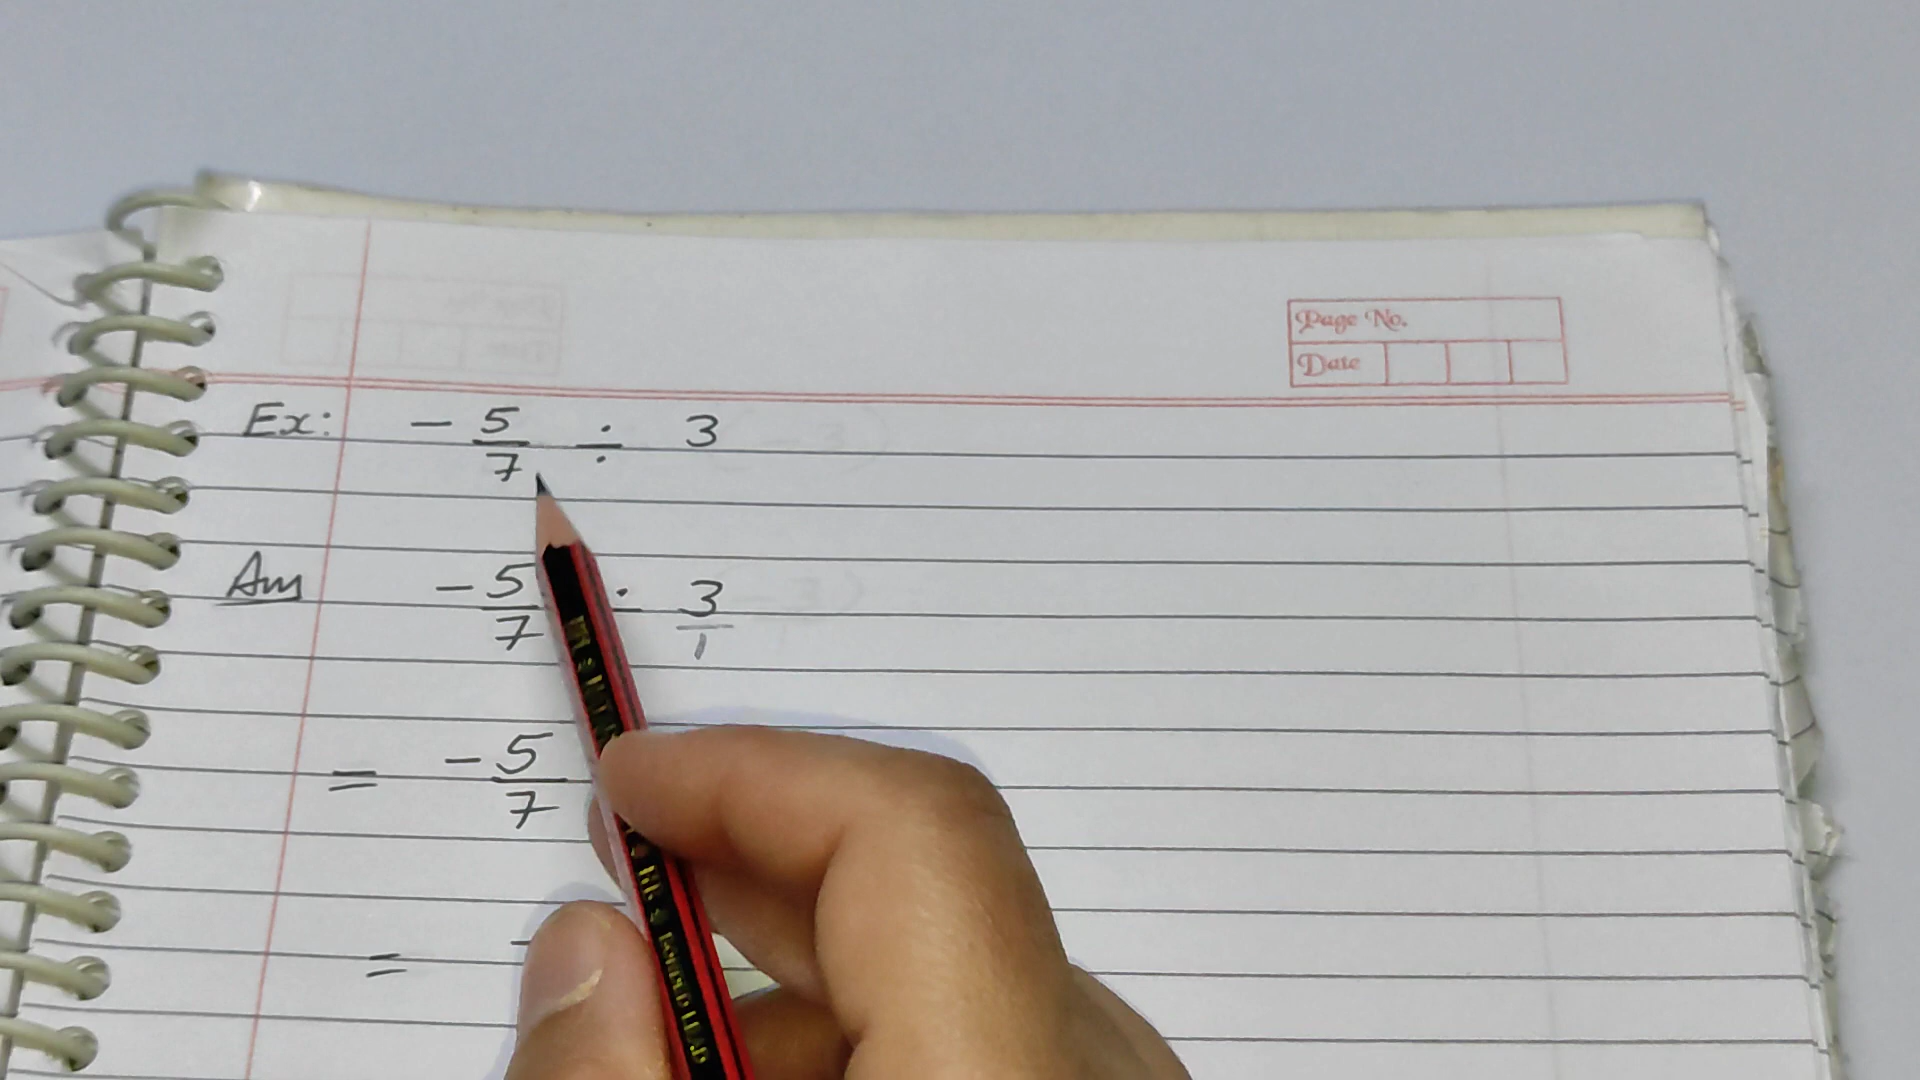 Page No.
Date
Ex: - 5/7 ÷ 3
Ans - 5/7 ÷ 3/1
= - 5/7
= -